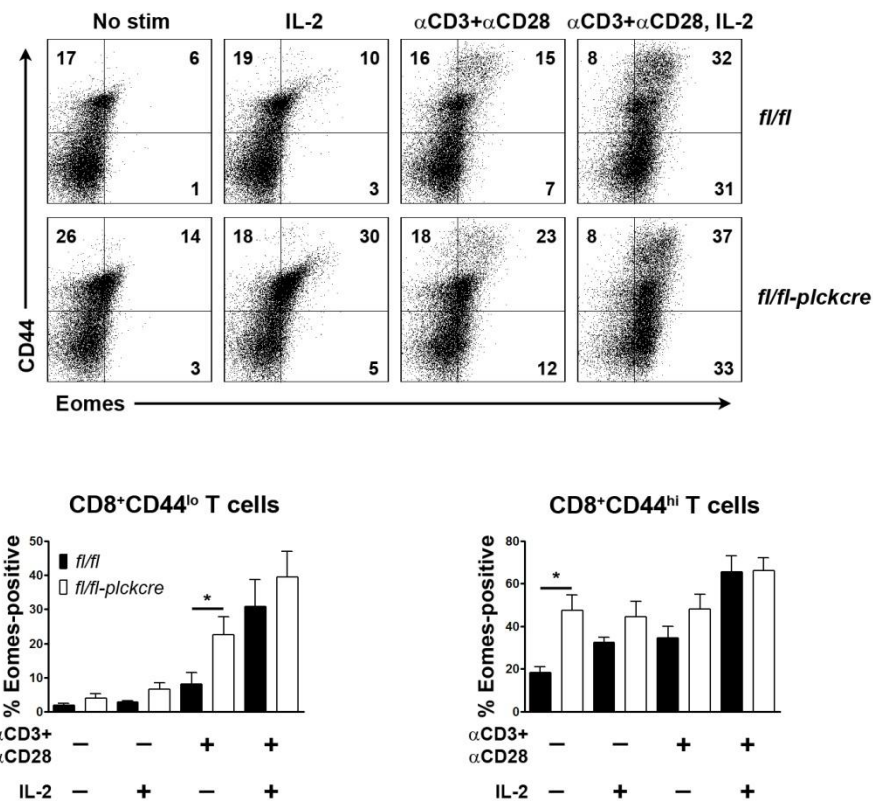 No stim IL-2 αCD3+αCD28 αCD3+αCD28, IL-2
17 6 19 10 16 15 8 32
fl/fl
1 3 7 31
26 14 18 30 18 23 8 37
fl/fl-plckcre
3 5 12 33
CD44
Eomes
CD8⁺CD44ˡᵒ T cells
% Eomes-positive
50
40
30
20
10
0
fl/fl
fl/fl-plckcre
*
αCD3+
αCD28 – – + +
IL-2 – + – +
CD8⁺CD44ʰⁱ T cells
% Eomes-positive
80
60
40
20
0
*
αCD3+
αCD28 – – + +
IL-2 – + – +